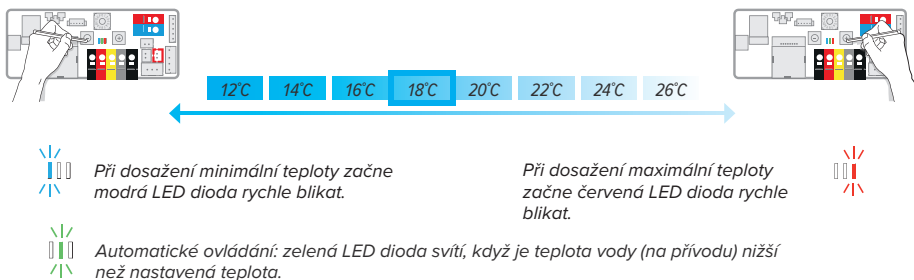 12°C 14°C 16°C 18°C 20°C 22°C 24°C 26°C
Při dosažení minimální teploty začne
modrá LED dioda rychle blikat.
Při dosažení maximální teploty
začne červená LED dioda rychle
blikat.
Automatické ovládání: zelená LED dioda svítí, když je teplota vody (na přívodu) nižší
než nastavená teplota.